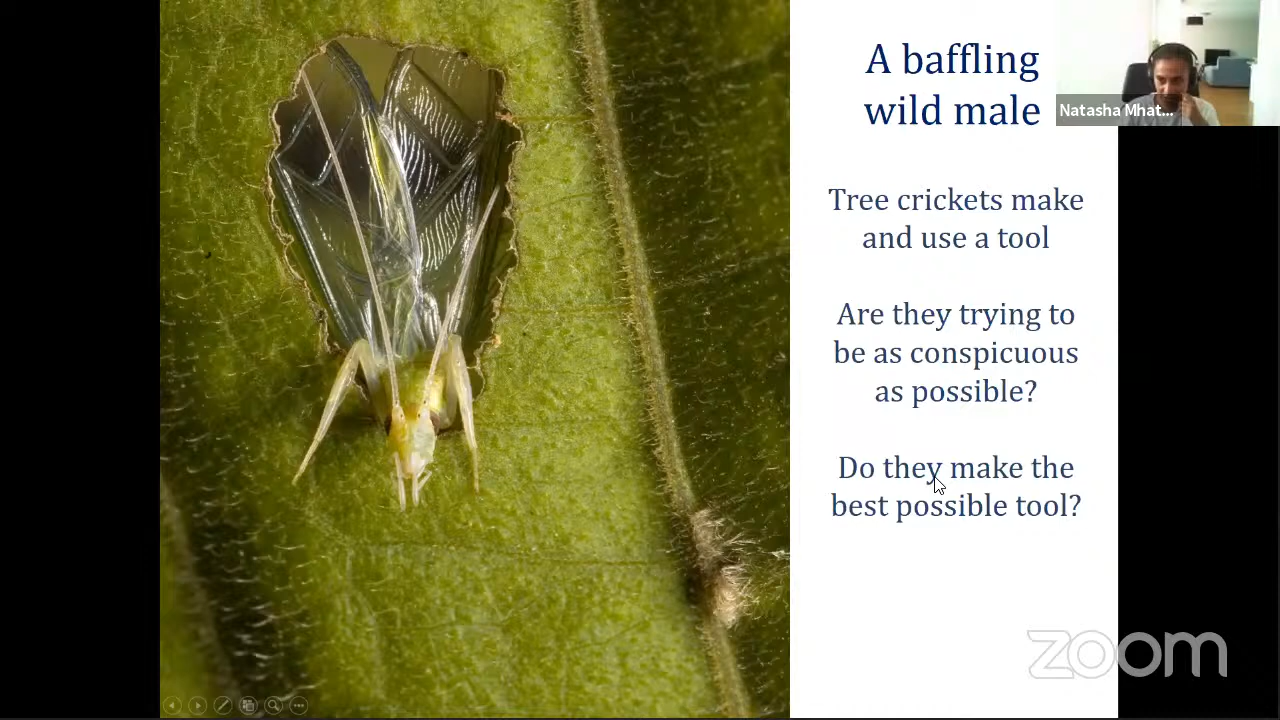 A baffling
wild male
Natasha Mhat...
Tree crickets make
and use a tool
Are they trying to
be as conspicuous
as possible?
Do they make the
best possible tool?
zoom